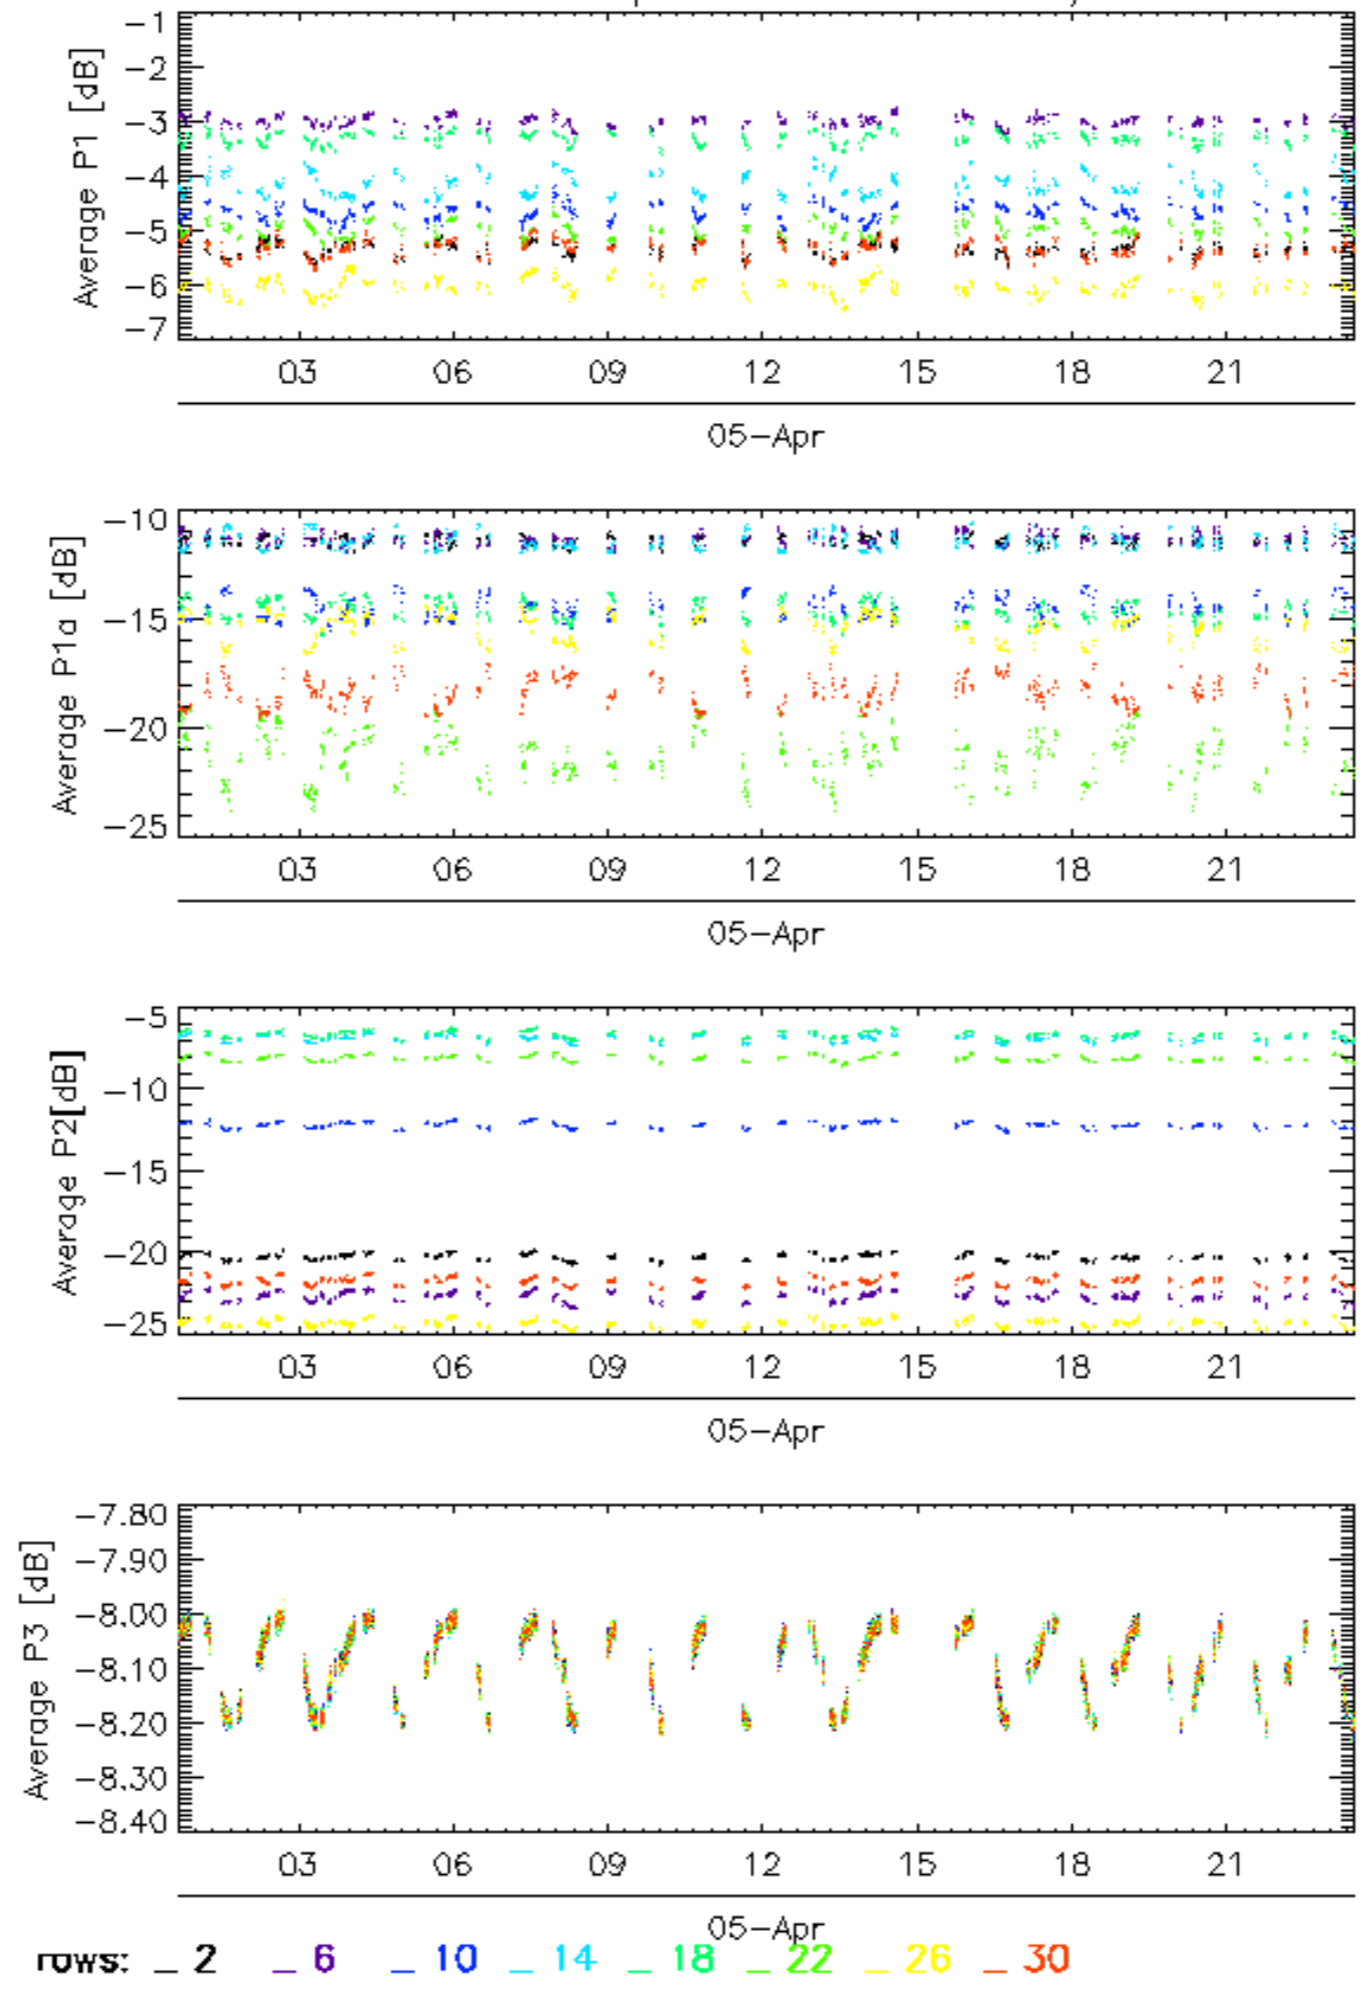 Average P1 [dB]
-1
-2
-3
-4
-5
-6
-7
03 06 09 12 15 18 21
05-Apr
Average P1a [dB]
-10
-15
-20
-25
03 06 09 12 15 18 21
05-Apr
Average P2[dB]
-5
-10
-15
-20
-25
03 06 09 12 15 18 21
05-Apr
Average P3 [dB]
-7.80
-7.90
-8.00
-8.10
-8.20
-8.30
-8.40
03 06 09 12 15 18 21
05-Apr
rows: _ 2 _ 6 _ 10 _ 14 _ 18 _ 22 _ 26 _ 30